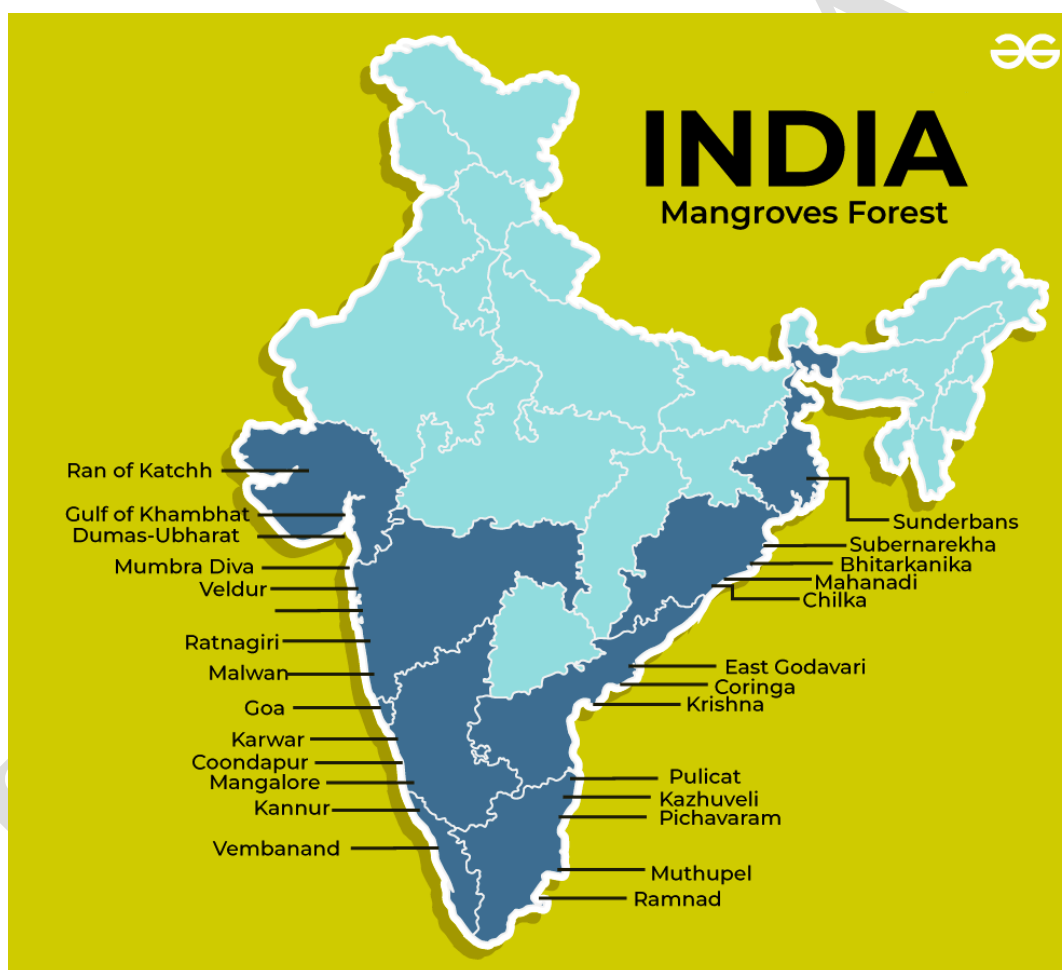 INDIA
Mangroves Forest
Ran of Katchh
Gulf of Khambhat
Dumas-Ubharat
Mumbra Diva
Veldur
Ratnagiri
Malwan
Goa
Karwar
Coondapur
Mangalore
Kannur
Vembanand
Sunderbans
Subernarekha
Bhitarkanika
Mahanadi
Chilka
East Godavari
Coringa
Krishna
Pulicat
Kazhuveli
Pichavaram
Muthupel
Ramnad